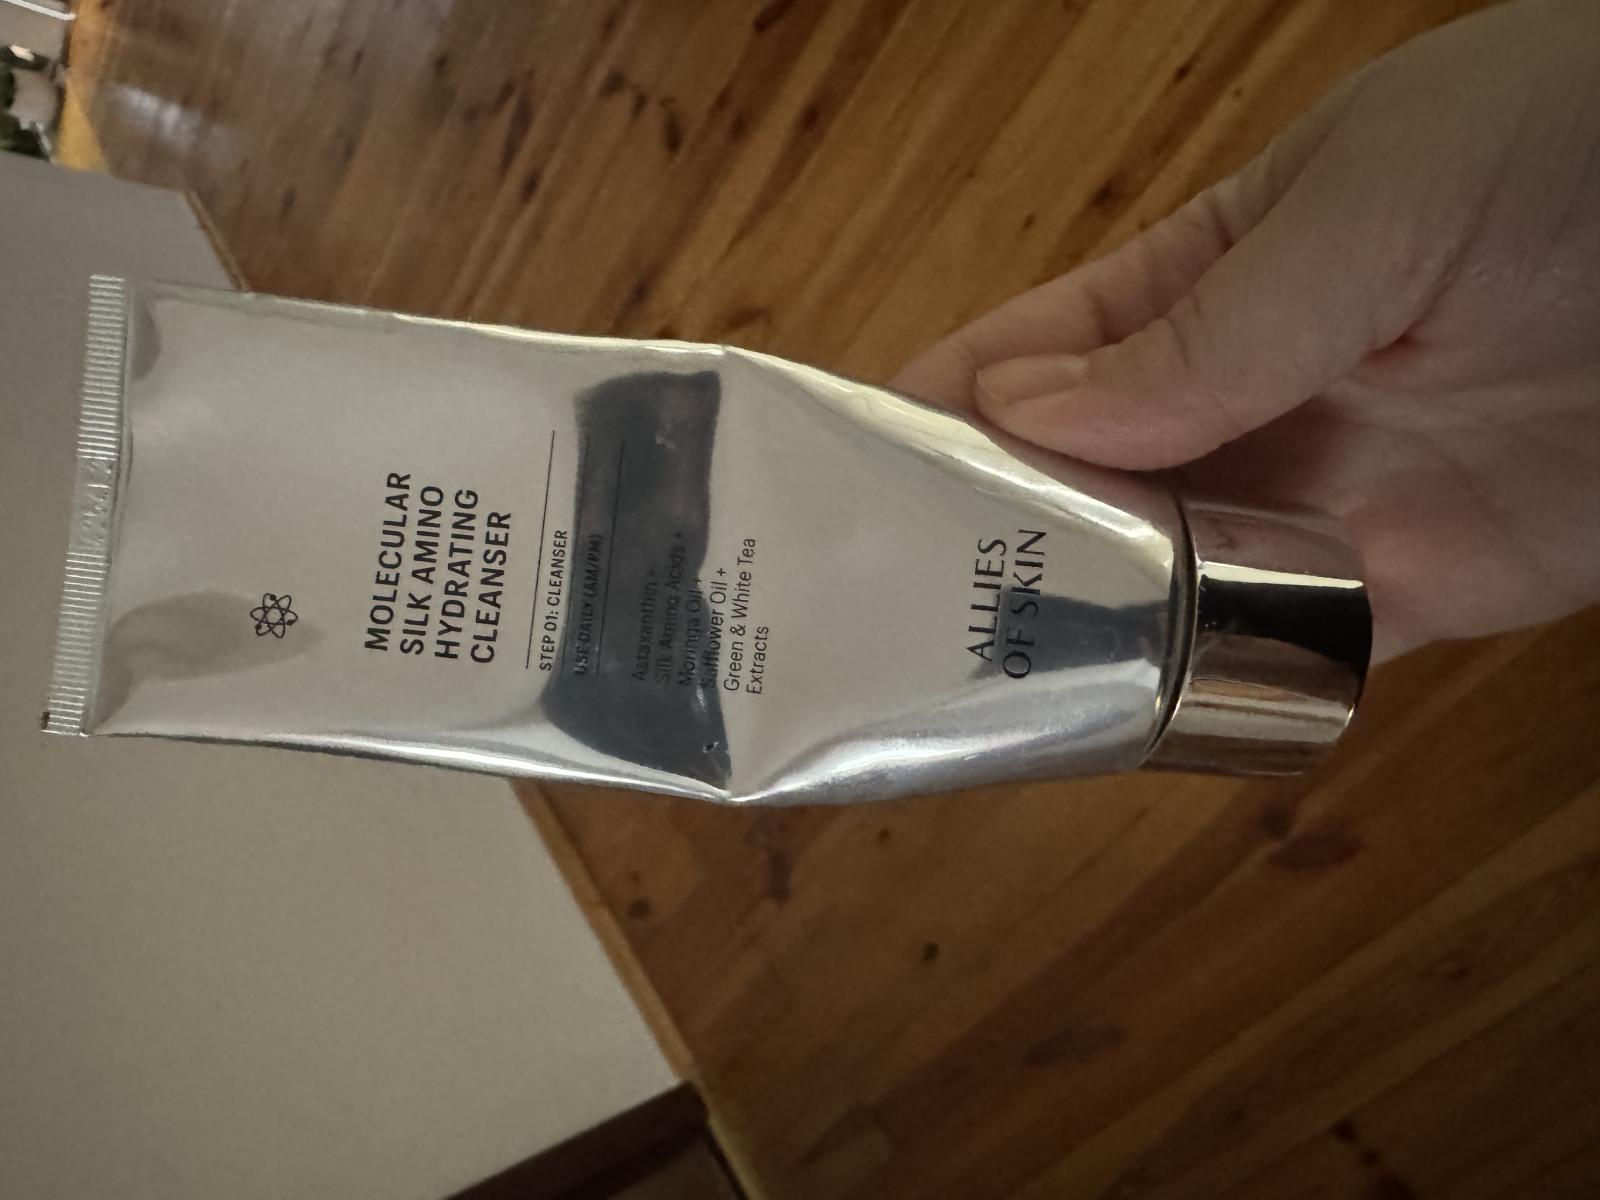 MOLECULAR
SILK AMINO
HYDRATING
CLEANSER
STEP 01: CLEANSER
USE DAILY (AM/PM)
Astaxanthin +
Silk Amino Acids +
Moringa Oil +
Safflower Oil +
Green & White Tea
Extracts
ALLIES
OF SKIN